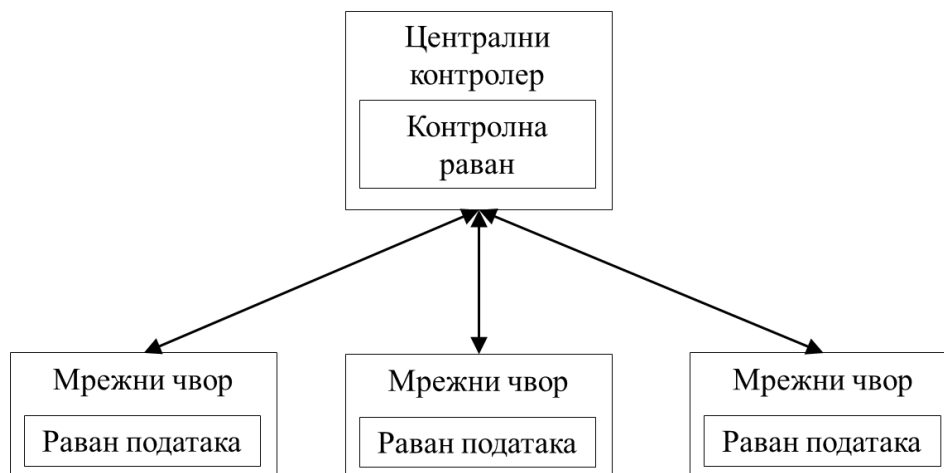 Централни
контролер
Контролна
раван
Мрежни чвор
Раван података
Мрежни чвор
Раван података
Мрежни чвор
Раван података